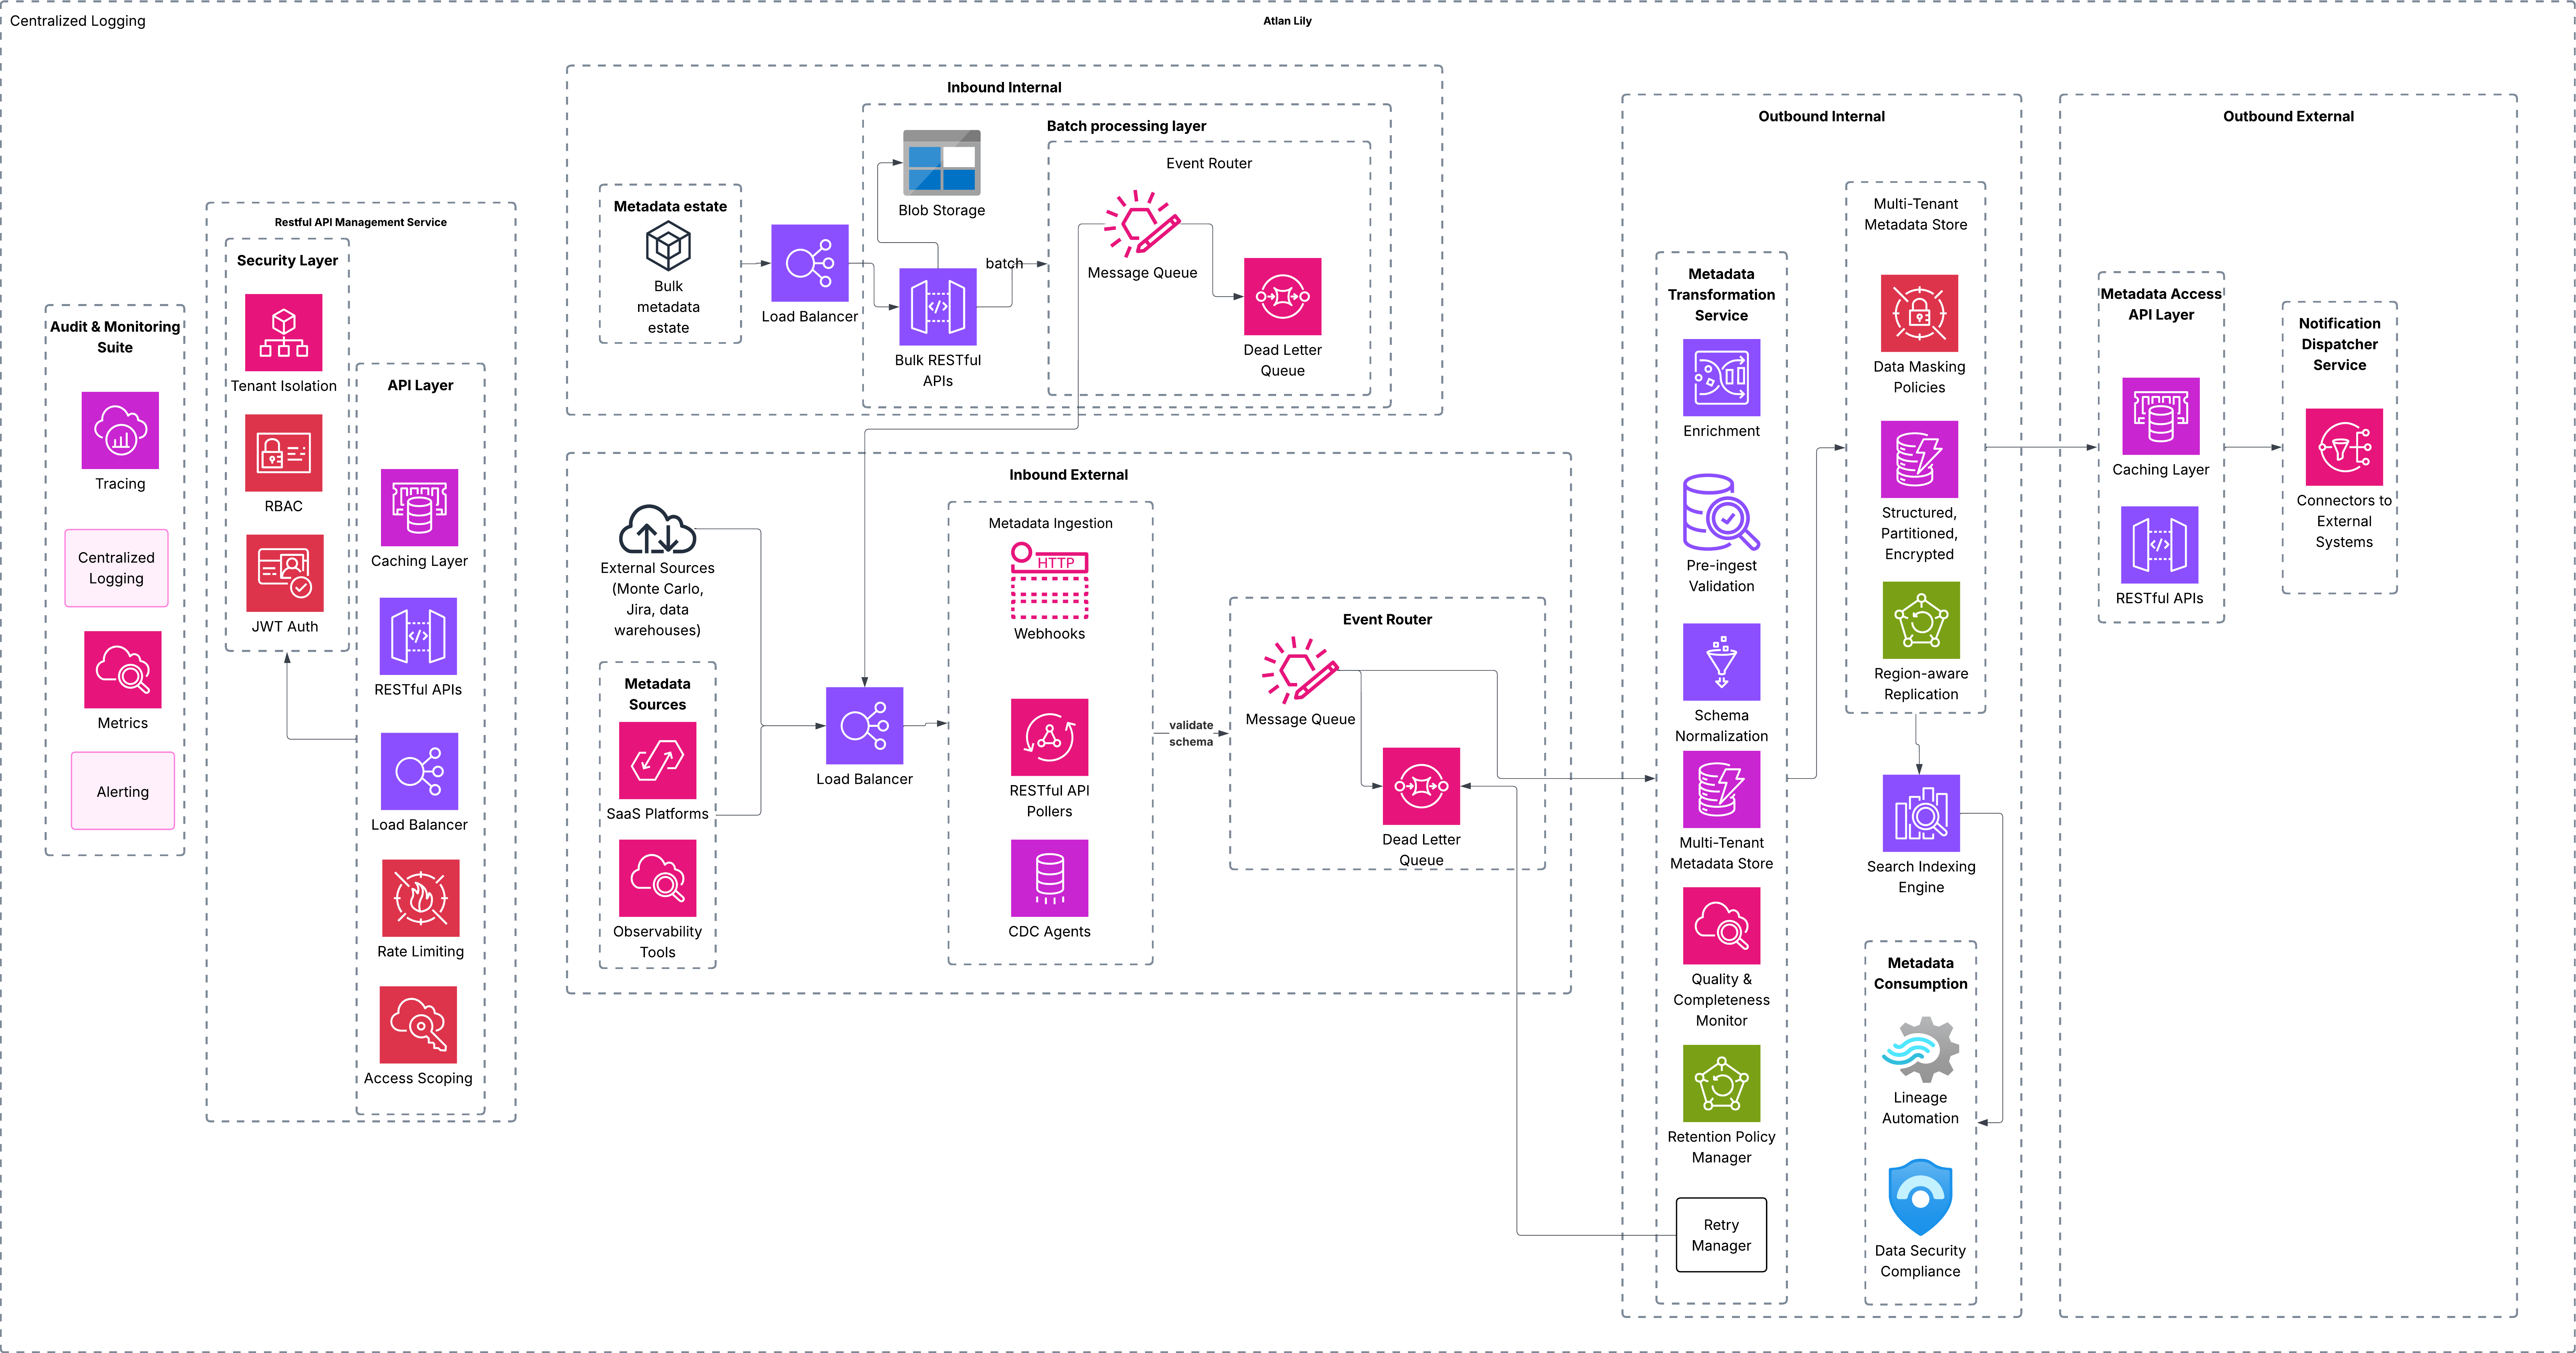 Centralized Logging
Atlan Lily
Audit & Monitoring
Suite
Tracing
Centralized
Logging
Metrics
Alerting
Restful API Management Service
Security Layer
Tenant Isolation
RBAC
JWT Auth
API Layer
Caching Layer
RESTful APIs
Load Balancer
Rate Limiting
Access Scoping
Inbound Internal
Metadata estate
Bulk
metadata
estate
Load Balancer
Batch processing layer
Blob Storage
Bulk RESTful
APIs
batch
Event Router
Message Queue
Dead Letter
Queue
Inbound External
External Sources
(Monte Carlo,
Jira, data
warehouses)
Metadata
Sources
SaaS Platforms
Observability
Tools
Load Balancer
Metadata Ingestion
HTTP
Webhooks
RESTful API
Pollers
CDC Agents
validate
schema
Event Router
Message Queue
Dead Letter
Queue
Outbound Internal
Metadata
Transformation
Service
Enrichment
Pre-ingest
Validation
Schema
Normalization
Multi-Tenant
Metadata Store
Quality &
Completeness
Monitor
Retention Policy
Manager
Retry
Manager
Multi-Tenant
Metadata Store
Data Masking
Policies
Structured,
Partitioned,
Encrypted
Region-aware
Replication
Search Indexing
Engine
Metadata
Consumption
Lineage
Automation
Data Security
Compliance
Outbound External
Metadata Access
API Layer
Caching Layer
RESTful APIs
Notification
Dispatcher
Service
Connectors to
External
Systems